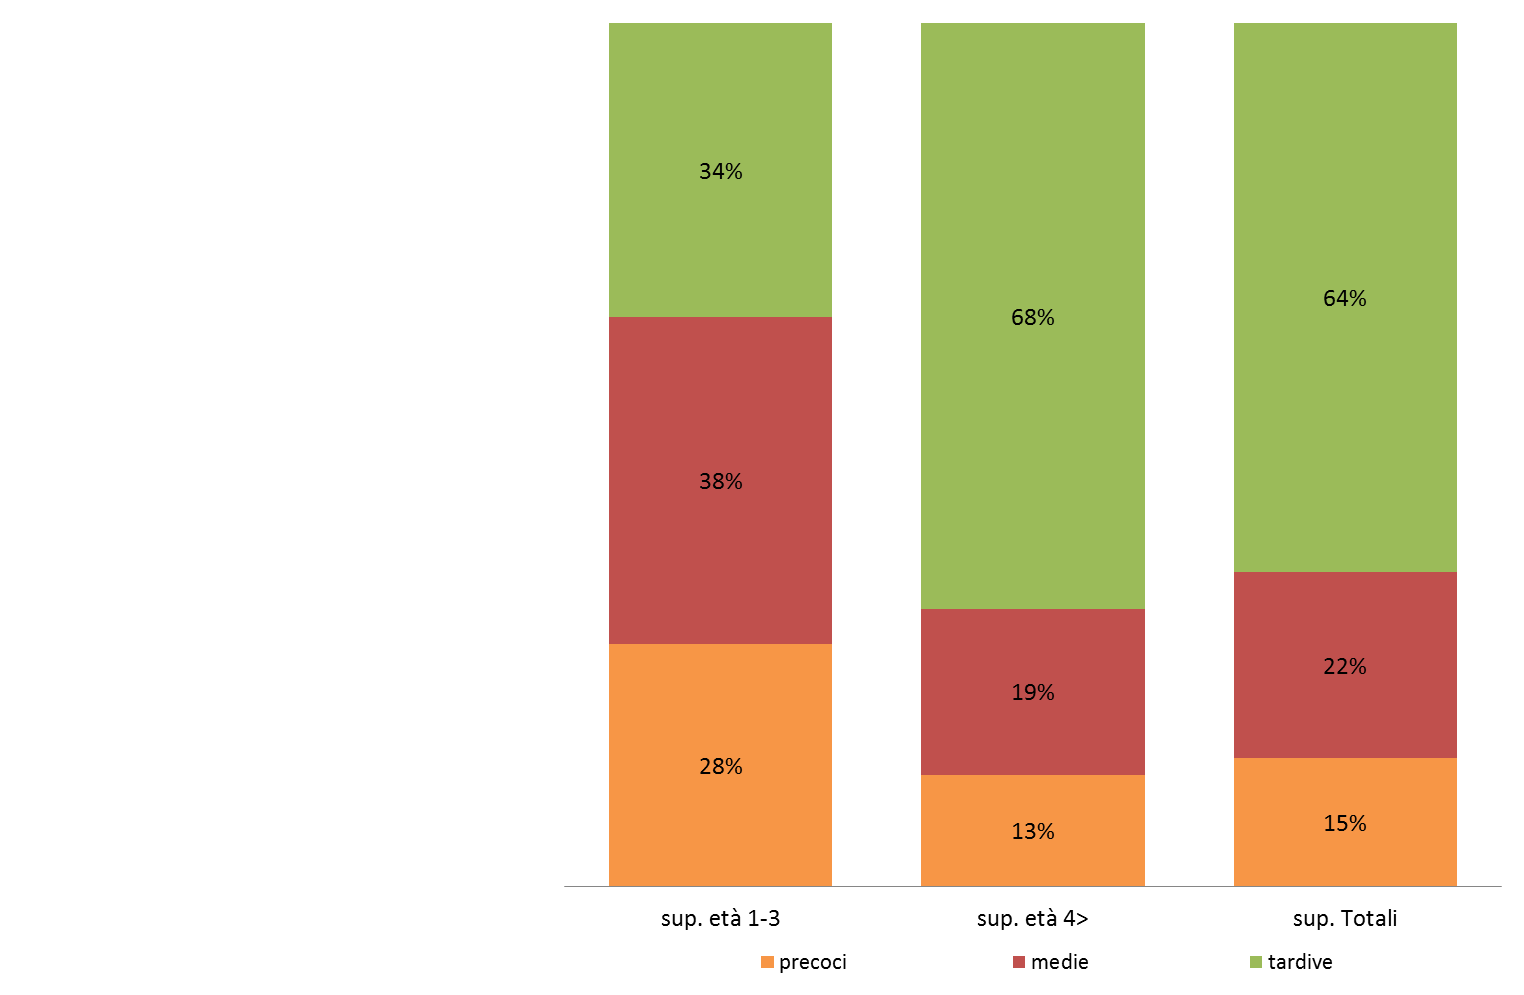 34%
68%
64%
38%
19%
22%
28%
13%
15%
sup. età 1-3
sup. età 4>
sup. Totali
precoci
medie
tardive